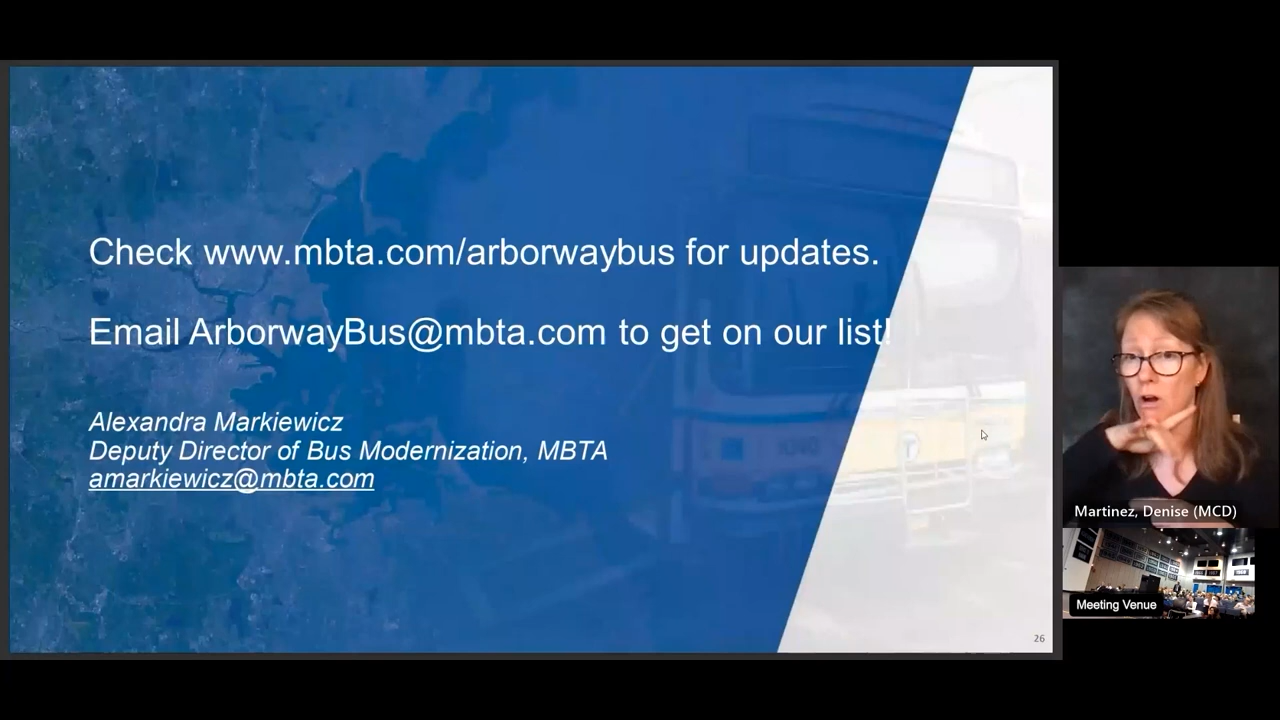 Check www.mbta.com/arborwaybus for updates.
Email ArborwayBus@mbta.com to get on our list!
Alexandra Markiewicz
Deputy Director of Bus Modernization, MBTA
amarkiewicz@mbta.com
26
Martinez, Denise (MCD)
Meeting Venue
T